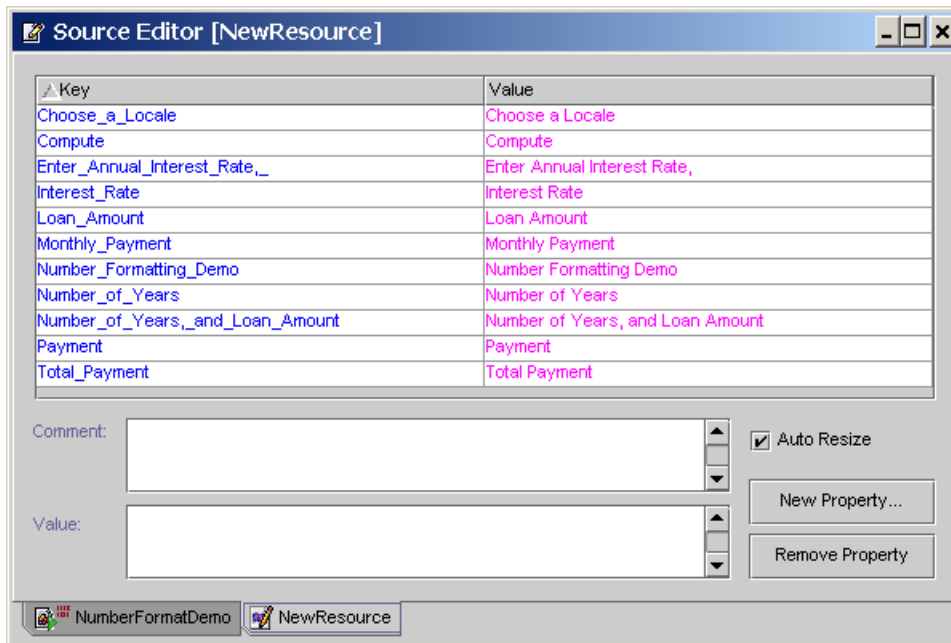 Source Editor [NewResource]
Key Value
Choose_a_Locale Choose a Locale
Compute Compute
Enter_Annual_Interest_Rate,_ Enter Annual Interest Rate,
Interest_Rate Interest Rate
Loan_Amount Loan Amount
Monthly_Payment Monthly Payment
Number_Formatting_Demo Number Formatting Demo
Number_of_Years Number of Years
Number_of_Years,_and_Loan_Amount Number of Years, and Loan Amount
Payment Payment
Total_Payment Total Payment
Comment:
Auto Resize
New Property...
Value:
Remove Property
NumberFormatDemo NewResource